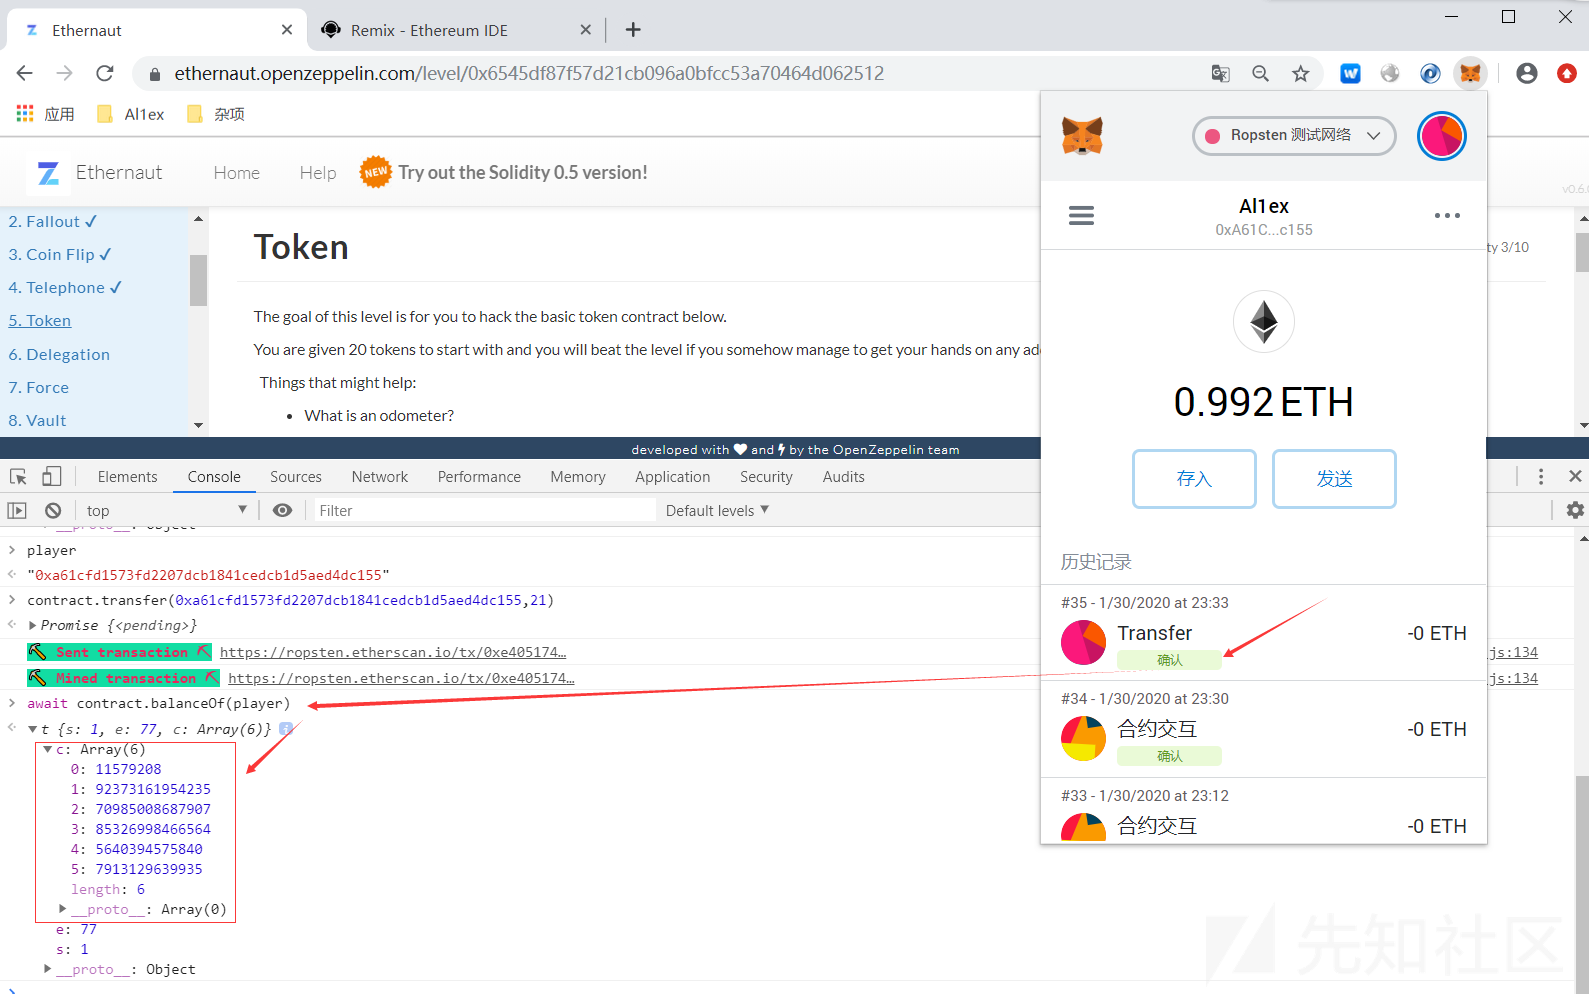 Ethernaut
Remix - Ethereum IDE
ethernaut.openzeppelin.com/level/0x6545df87f57d21cb096a0bfcc53a70464d062512
应用
Al1ex
杂项
Ethernaut
Home
Help
NEW
Try out the Solidity 0.5 version!
v0.6.
2. Fallout ✔
3. Coin Flip ✔
4. Telephone ✔
5. Token
6. Delegation
7. Force
8. Vault
Token
ty 3/10
The goal of this level is for you to hack the basic token contract below.
You are given 20 tokens to start with and you will beat the level if you somehow manage to get your hands on any ad
Things that might help:
• What is an odometer?
developed with ♥ and ⚡ by the OpenZeppelin team
Ropsten 测试网络
Al1ex
0xA61C...c155
0.992 ETH
存入
发送
历史记录
#35 - 1/30/2020 at 23:33
Transfer
-0 ETH
确认
#34 - 1/30/2020 at 23:30
合约交互
-0 ETH
确认
#33 - 1/30/2020 at 23:12
合约交互
-0 ETH
Elements
Console
Sources
Network
Performance
Memory
Application
Security
Audits
top
Filter
Default levels ▼
__proto__: Object
player
"0xa61cfd1573fd2207dcb1841cedcb1d5aed4dc155"
contract.transfer(0xa61cfd1573fd2207dcb1841cedcb1d5aed4dc155,21)
Promise {<pending>}
Sent transaction https://ropsten.etherscan.io/tx/0xe405174…
js:134
Mined transaction https://ropsten.etherscan.io/tx/0xe405174…
js:134
await contract.balanceOf(player)
t {s: 1, e: 77, c: Array(6)}
c: Array(6)
0: 11579208
1: 92373161954235
2: 70985008687907
3: 85326998466564
4: 5640394575840
5: 7913129639935
length: 6
__proto__: Array(0)
e: 77
s: 1
__proto__: Object
先知社区